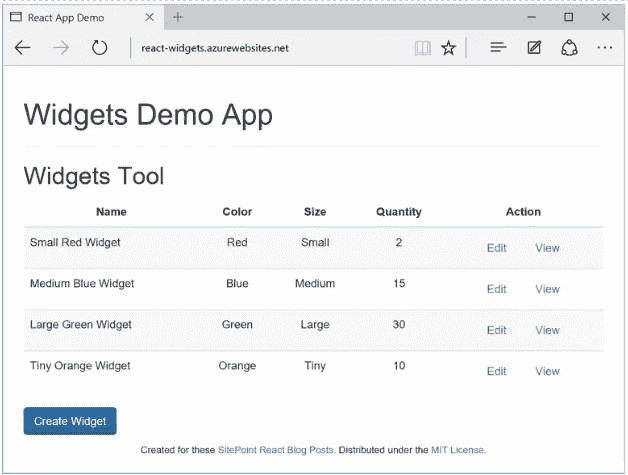 React App Demo
react-widgets.azurewebsites.net
Widgets Demo App
Widgets Tool
Name Color Size Quantity Action
Small Red Widget Red Small 2 Edit View
Medium Blue Widget Blue Medium 15 Edit View
Large Green Widget Green Large 30 Edit View
Tiny Orange Widget Orange Tiny 10 Edit View
Create Widget
Created for these SitePoint React Blog Posts. Distributed under the MIT License.